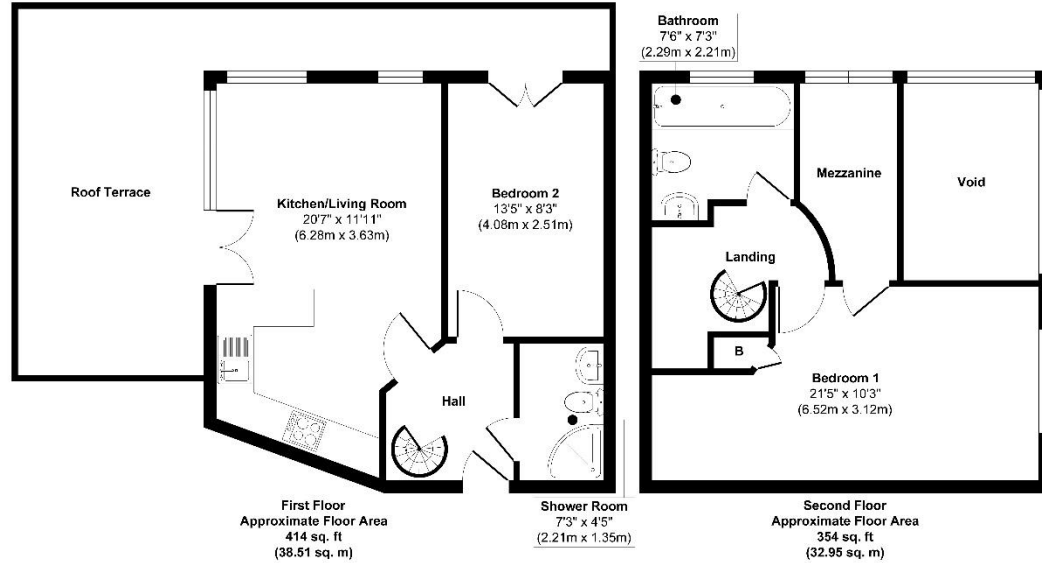 Roof Terrace
Kitchen/Living Room
20'7" x 11'11"
(6.28m x 3.63m)
Bedroom 2
13'5" x 8'3"
(4.08m x 2.51m)
Hall
Shower Room
7'3" x 4'5"
(2.21m x 1.35m)
First Floor
Approximate Floor Area
414 sq. ft
(38.51 sq. m)
Bathroom
7'6" x 7'3"
(2.29m x 2.21m)
Mezzanine
Void
Landing
B
Bedroom 1
21'5" x 10'3"
(6.52m x 3.12m)
Second Floor
Approximate Floor Area
354 sq. ft
(32.95 sq. m)